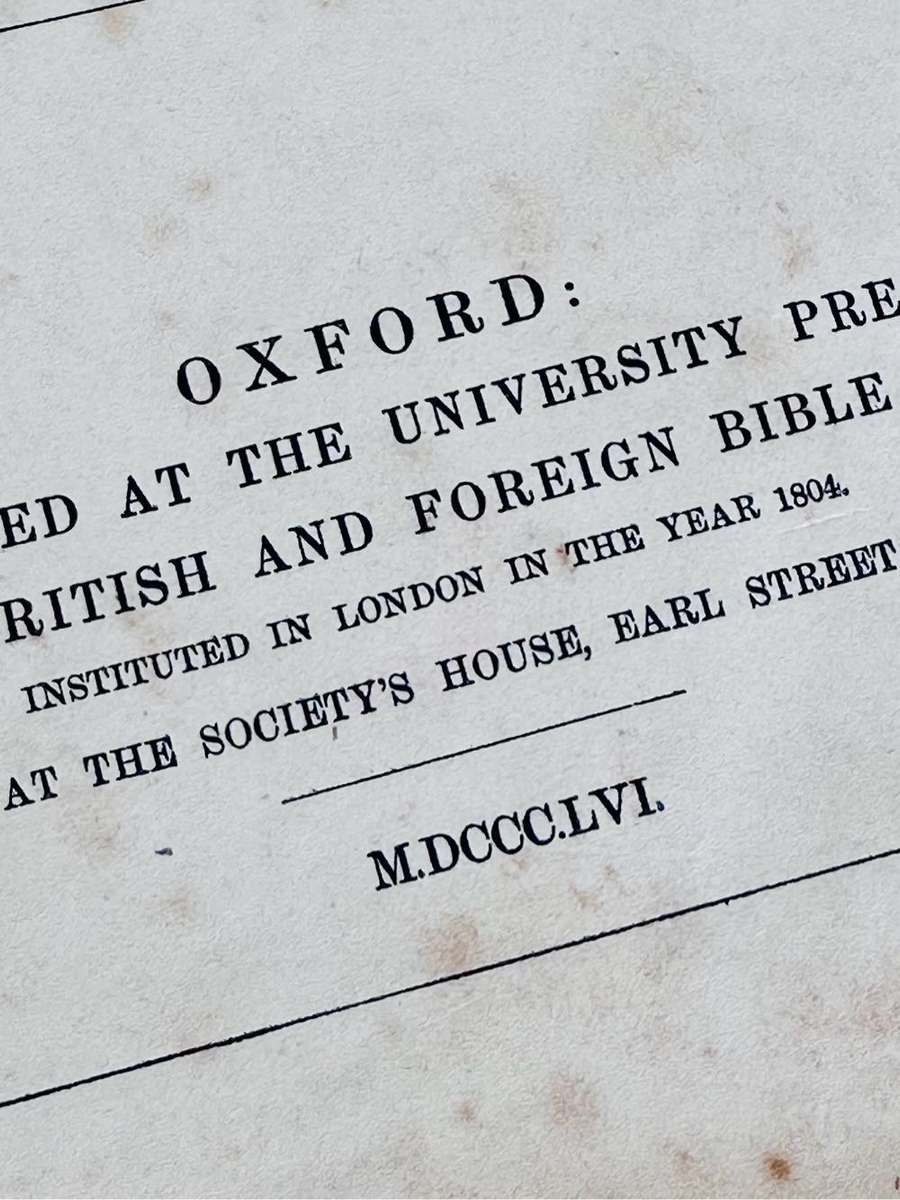 OXFORD:
ED AT THE UNIVERSITY PRE
RITISH AND FOREIGN BIBLE
INSTITUTED IN LONDON IN THE YEAR 1804.
AT THE SOCIETY'S HOUSE, EARL STREET
M.DCCC.LVI.